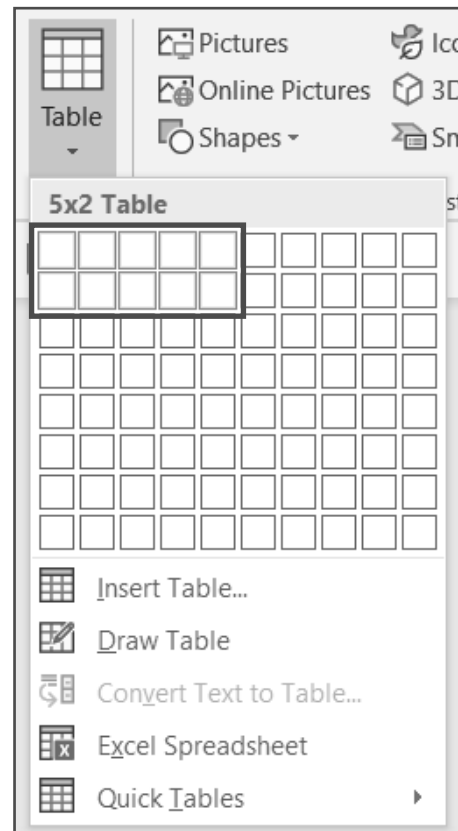 Pictures
Online Pictures
Shapes
Table
5x2 Table
Insert Table...
Draw Table
Convert Text to Table...
Excel Spreadsheet
Quick Tables